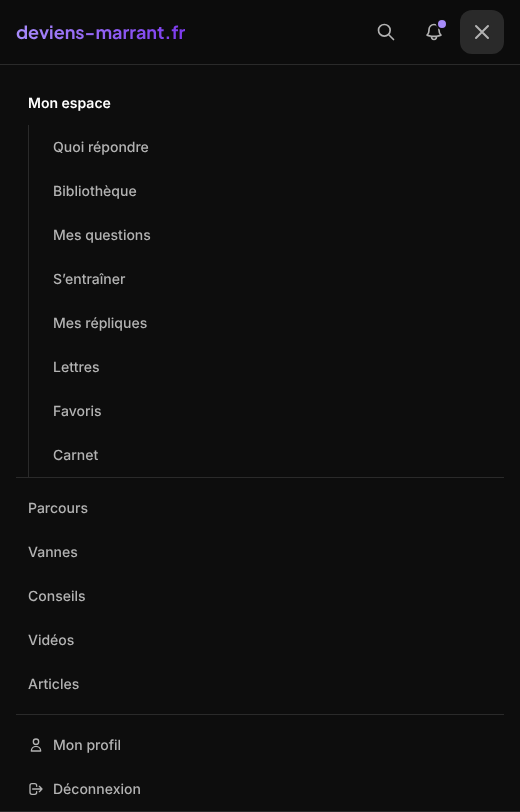 deviens-marrant.fr
Mon espace
Quoi répondre
Bibliothèque
Mes questions
S’entraîner
Mes répliques
Lettres
Favoris
Carnet
Parcours
Vannes
Conseils
Vidéos
Articles
Mon profil
Déconnexion